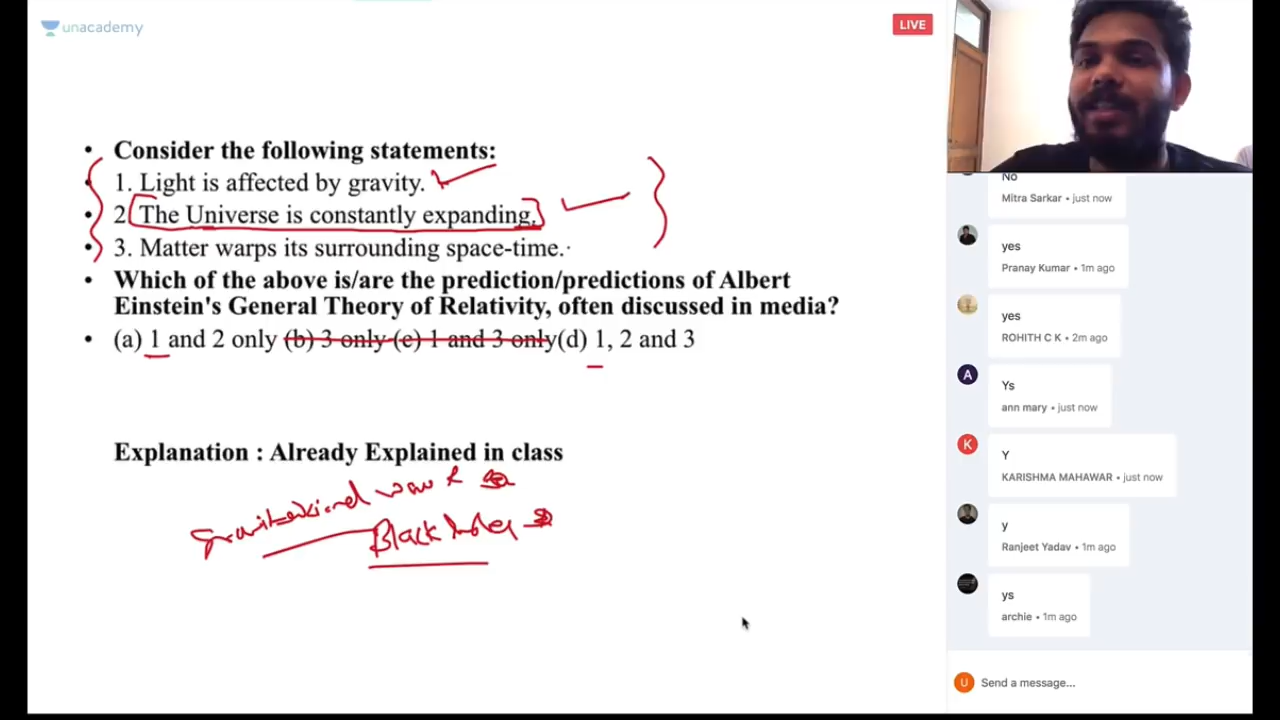 unacademy
LIVE
• Consider the following statements:
• 1. Light is affected by gravity.
• 2. The Universe is constantly expanding.
• 3. Matter warps its surrounding space-time.
• Which of the above is/are the prediction/predictions of Albert
Einstein's General Theory of Relativity, often discussed in media?
• (a) 1 and 2 only (b) 3 only (c) 1 and 3 only(d) 1, 2 and 3
Explanation : Already Explained in class
gravitational
Black holes
No
Mitra Sarkar • just now
yes
Pranay Kumar • 1m ago
yes
ROHITH C K • 2m ago
A
Ys
ann mary • just now
K
Y
KARISHMA MAHAWAR • just now
y
Ranjeet Yadav • 1m ago
ys
archie • 1m ago
U
Send a message...